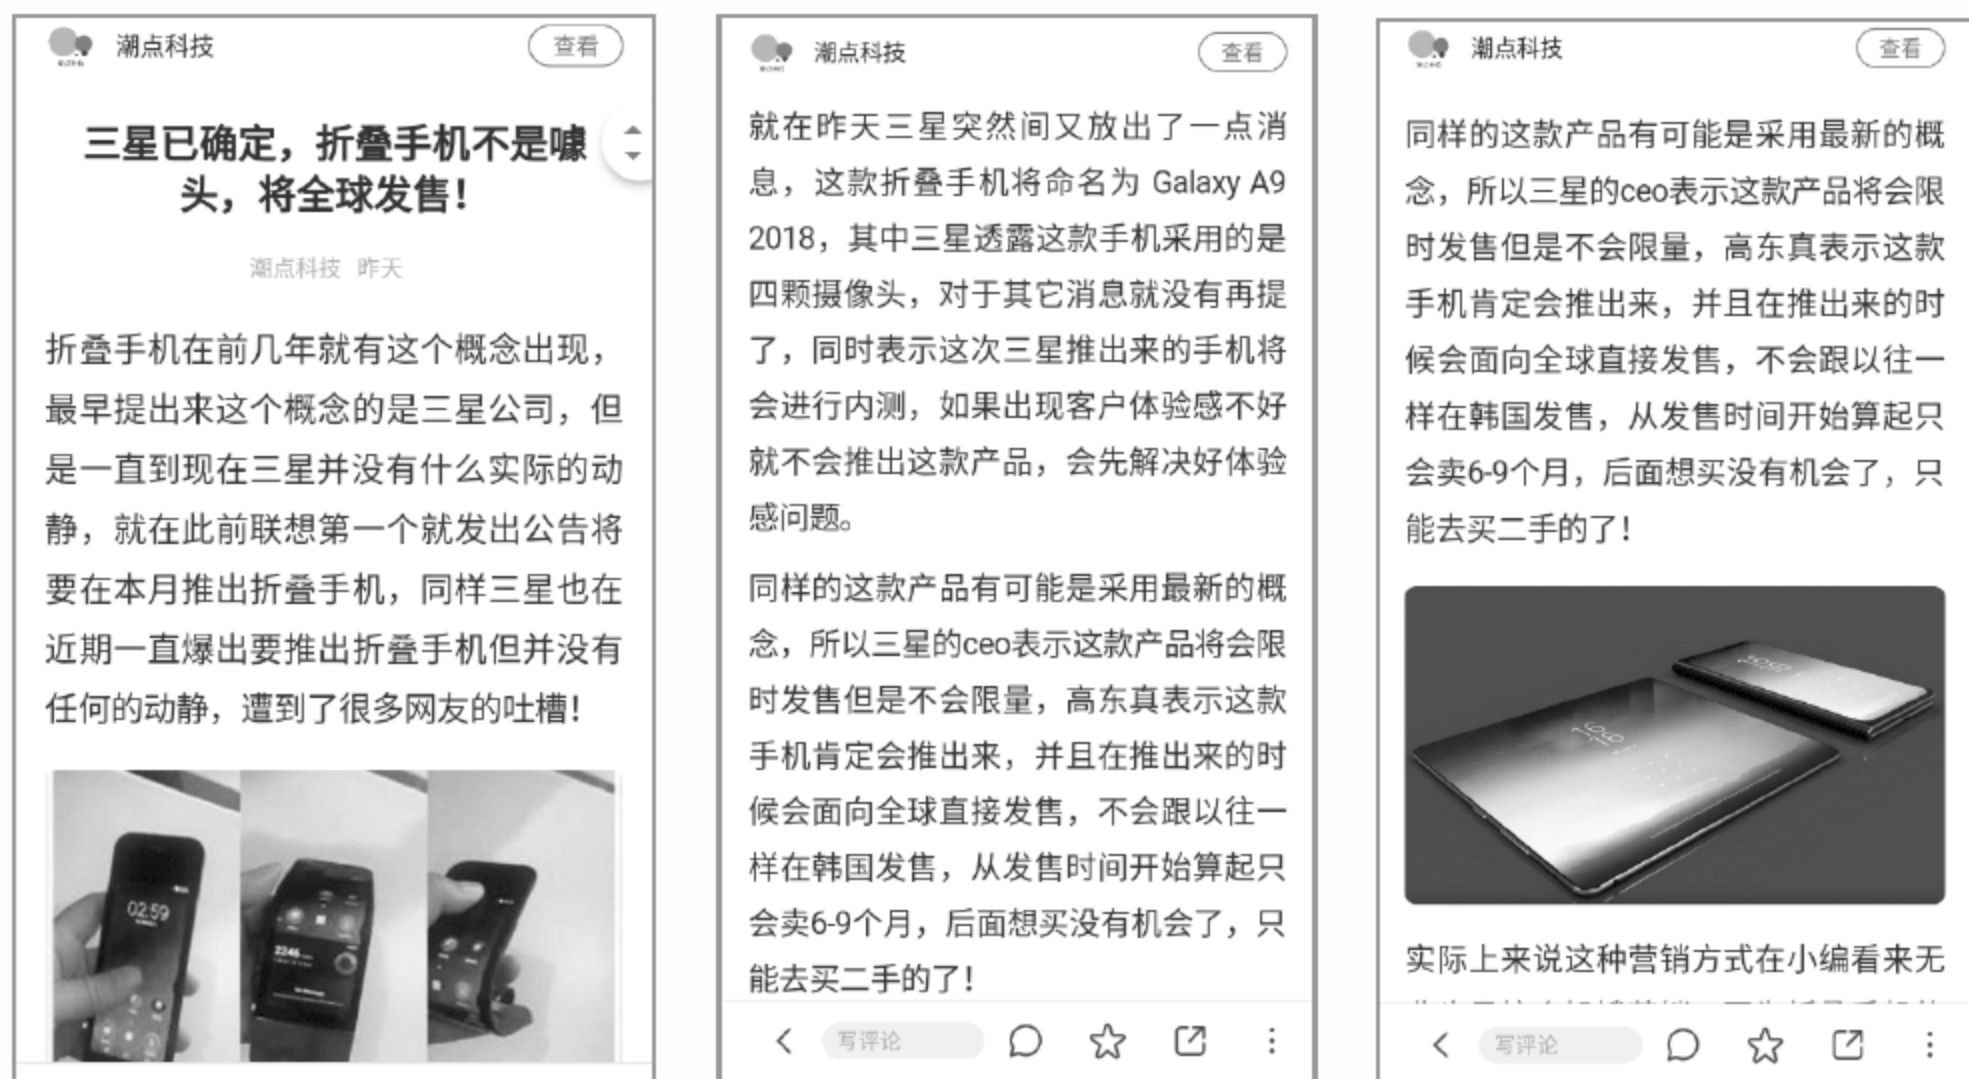 潮点科技
查看
三星已确定，折叠手机不是噱
头，将全球发售！
潮点科技 昨天
折叠手机在前几年就有这个概念出现，
最早提出来这个概念的是三星公司，但
是一直到现在三星并没有什么实际的动
静，就在此前联想第一个就发出公告将
要在本月推出折叠手机，同样三星也在
近期一直爆出要推出折叠手机但并没有
任何的动静，遭到了很多网友的吐槽！
02:59
潮点科技
查看
就在昨天三星突然间又放出了一点消
息，这款折叠手机将命名为 Galaxy A9
2018，其中三星透露这款手机采用的是
四颗摄像头，对于其它消息就没有再提
了，同时表示这次三星推出来的手机将
会进行内测，如果出现客户体验感不好
就不会推出这款产品，会先解决好体验
感问题。
同样的这款产品有可能是采用最新的概
念，所以三星的ceo表示这款产品将会限
时发售但是不会限量，高东真表示这款
手机肯定会推出来，并且在推出来的时
候会面向全球直接发售，不会跟以往一
样在韩国发售，从发售时间开始算起只
会卖6-9个月，后面想买没有机会了，只
能去买二手的了！
写评论
潮点科技
查看
同样的这款产品有可能是采用最新的概
念，所以三星的ceo表示这款产品将会限
时发售但是不会限量，高东真表示这款
手机肯定会推出来，并且在推出来的时
候会面向全球直接发售，不会跟以往一
样在韩国发售，从发售时间开始算起只
会卖6-9个月，后面想买没有机会了，只
能去买二手的了！
实际上来说这种营销方式在小编看来无
写评论